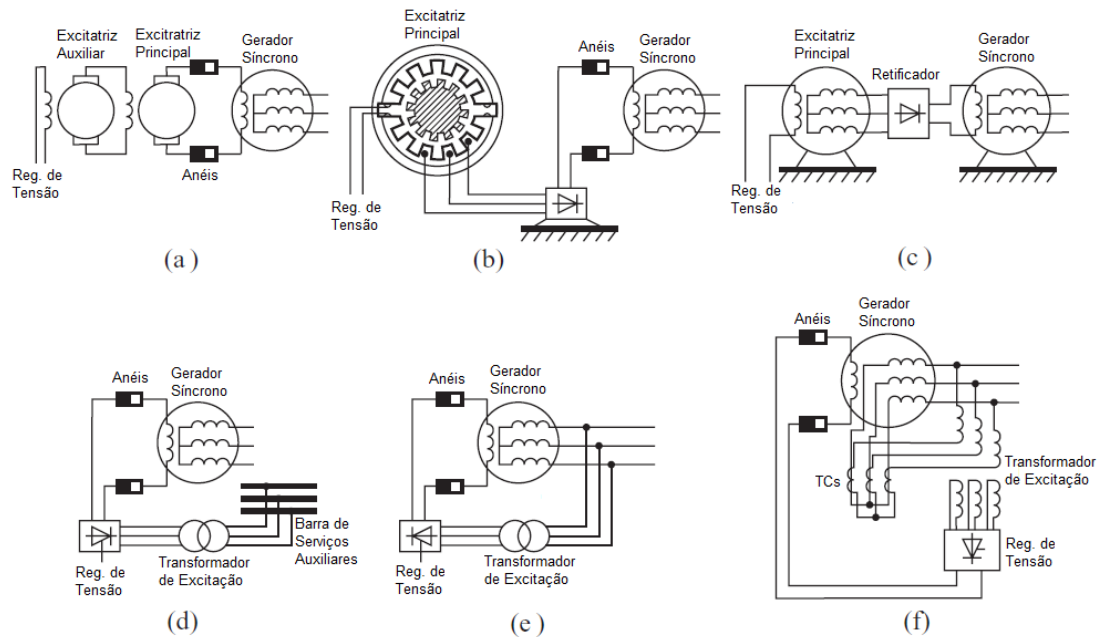 Excitatriz
Auxiliar
Excitratriz
Principal
Gerador
Síncrono
Reg. de
Tensão
Anéis
(a)
Excitatriz
Principal
Anéis
Gerador
Síncrono
Reg. de
Tensão
(b)
Excitatriz
Principal
Retificador
Gerador
Síncrono
Reg. de
Tensão
(c)
Anéis
Gerador
Síncrono
Barra de
Serviços
Auxiliares
Reg. de
Tensão
Transformador
de Excitação
(d)
Anéis
Gerador
Síncrono
Reg. de
Tensão
Transformador
de Excitação
(e)
Anéis
Gerador
Síncrono
TCs
Transformador
de Excitação
Reg. de
Tensão
(f)